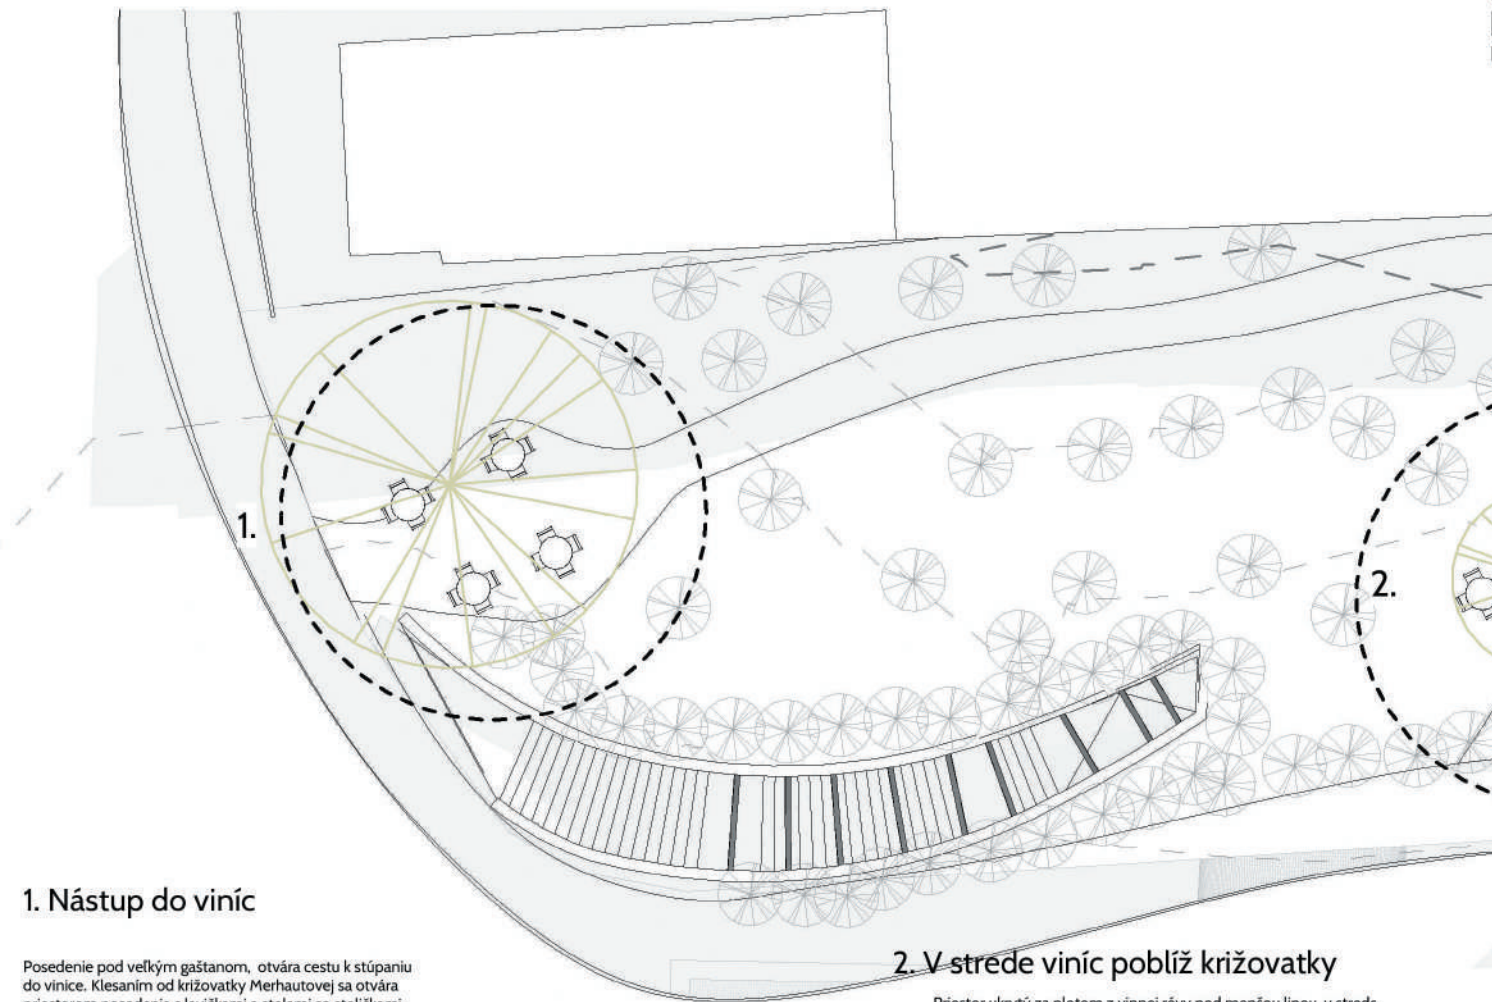 1.
2.
1. Nástup do viníc
Posedenie pod veľkým gaštanom, otvára cestu k stúpaniu
do vinice. Klesaním od križovatky Merhautovej sa otvára
2. V strede viníc poblíž križovatky